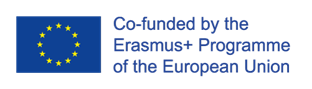 Co-funded by the
Erasmus+ Programme
of the European Union